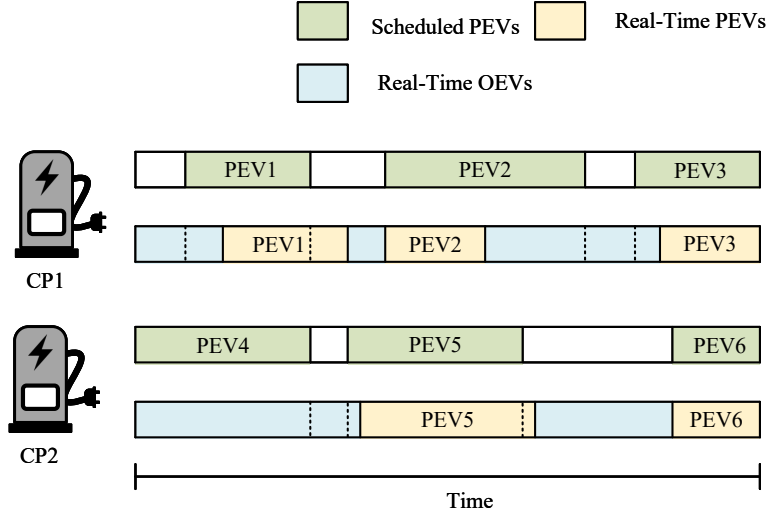 Scheduled PEVs
Real-Time PEVs
Real-Time OEVs
PEV1
PEV2
PEV3
PEV1
PEV2
PEV3
CP1
PEV4
PEV5
PEV6
PEV5
PEV6
CP2
Time